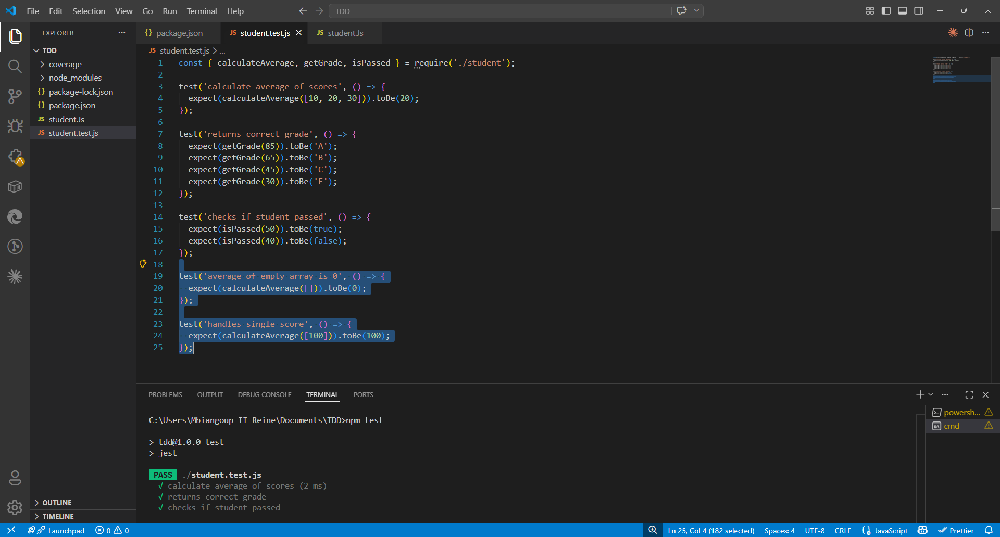 File Edit Selection View Go Run Terminal Help
TDD
EXPLORER
TDD
coverage
node_modules
package-lock.json
package.json
student.Js
student.test.js
OUTLINE
TIMELINE
package.json
student.test.js
student.Js
student.test.js > ...
1 const { calculateAverage, getGrade, isPassed } = require('./student');
2
3 test('calculate average of scores', () => {
4 expect(calculateAverage([10, 20, 30])).toBe(20);
5 });
6
7 test('returns correct grade', () => {
8 expect(getGrade(85)).toBe('A');
9 expect(getGrade(65)).toBe('B');
10 expect(getGrade(45)).toBe('C');
11 expect(getGrade(30)).toBe('F');
12 });
13
14 test('checks if student passed', () => {
15 expect(isPassed(50)).toBe(true);
16 expect(isPassed(40)).toBe(false);
17 });
18
19 test('average of empty array is 0', () => {
20 expect(calculateAverage([])).toBe(0);
21 });
22
23 test('handles single score', () => {
24 expect(calculateAverage([100])).toBe(100);
25 });
PROBLEMS OUTPUT DEBUG CONSOLE TERMINAL PORTS
C:\Users\Mbiangoup II Reine\Documents\TDD>npm test
> tdd@1.0.0 test
> jest
PASS ./student.test.js
√ calculate average of scores (2 ms)
√ returns correct grade
√ checks if student passed
powersh...
cmd
Launchpad 0 0
Ln 25, Col 4 (182 selected) Spaces: 4 UTF-8 CRLF {} JavaScript Prettier